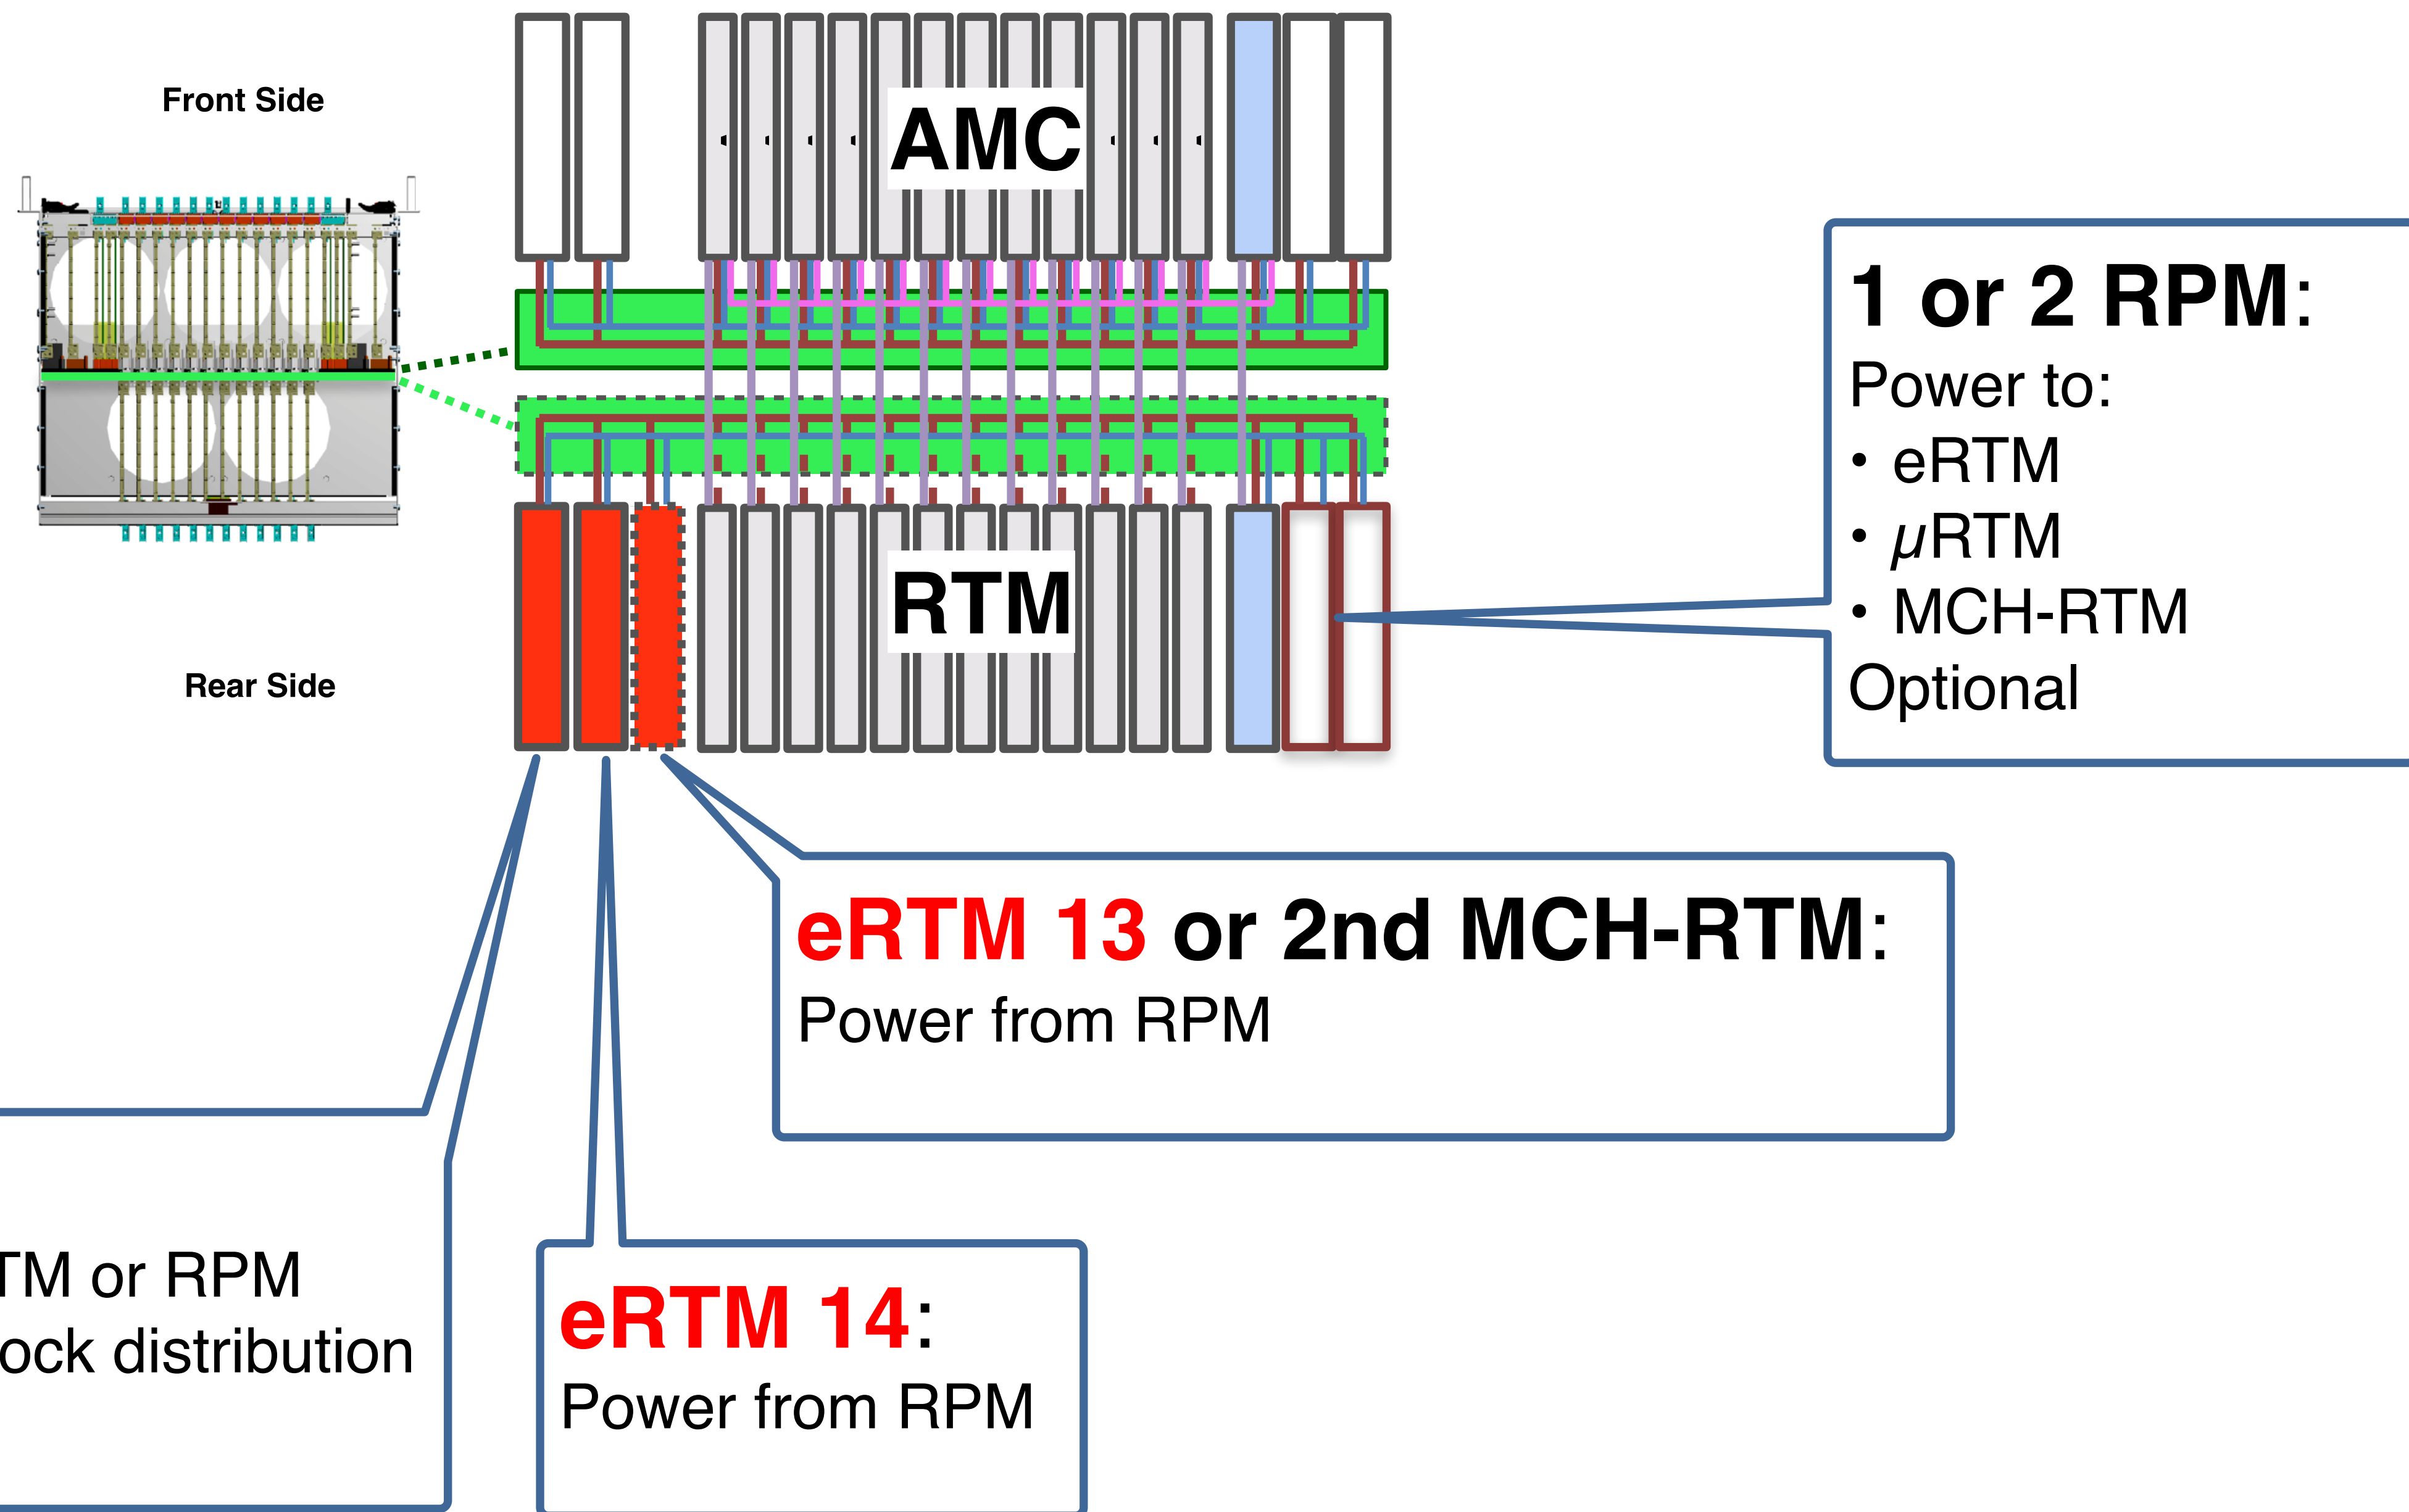 Front Side
AMC
1 or 2 RPM:
Power to:
• eRTM
• µRTM
• MCH-RTM
Optional
RTM
Rear Side
eRTM 13 or 2nd MCH-RTM:
Power from RPM
TM or RPM
ock distribution
eRTM 14:
Power from RPM